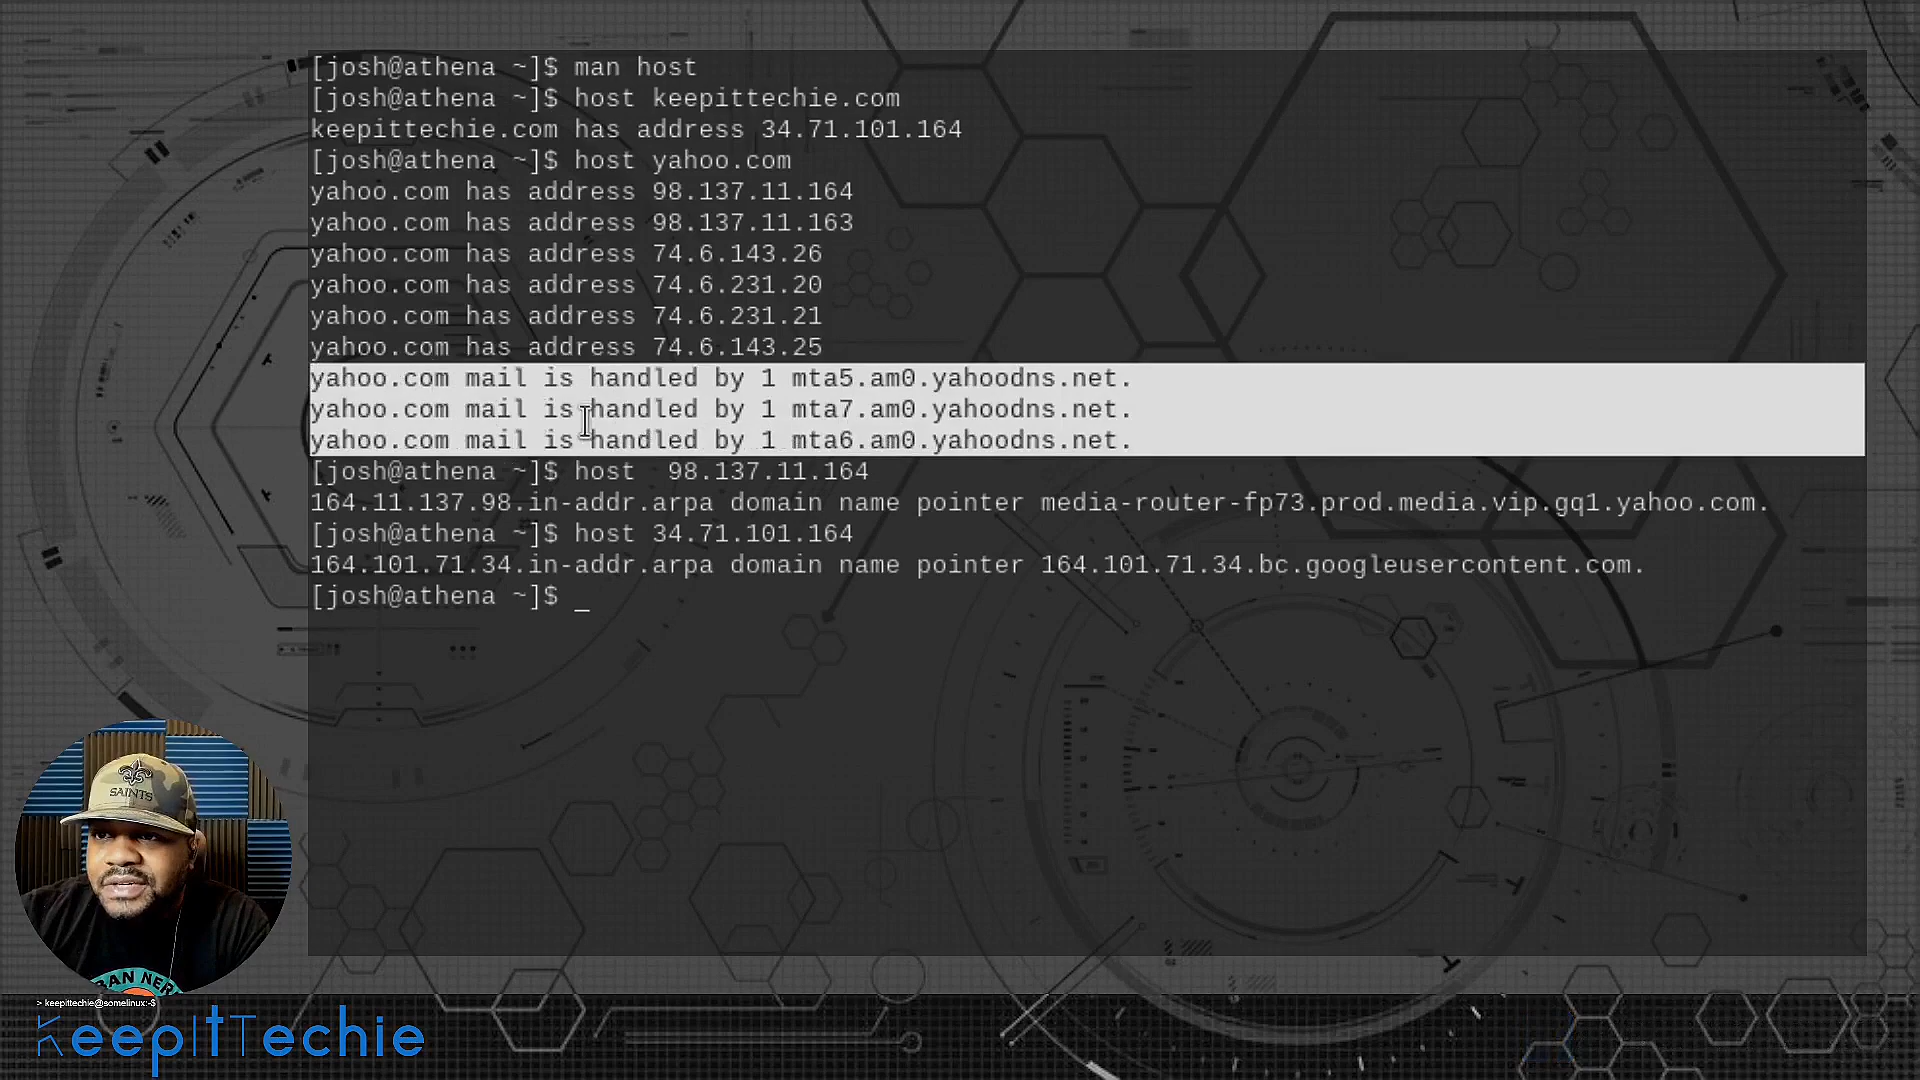 [josh@athena ~]$ man host
[josh@athena ~]$ host keepittechie.com
keepittechie.com has address 34.71.101.164
[josh@athena ~]$ host yahoo.com
yahoo.com has address 98.137.11.164
yahoo.com has address 98.137.11.163
yahoo.com has address 74.6.143.26
yahoo.com has address 74.6.231.20
yahoo.com has address 74.6.231.21
yahoo.com has address 74.6.143.25
yahoo.com mail is handled by 1 mta5.am0.yahoodns.net.
yahoo.com mail is handled by 1 mta7.am0.yahoodns.net.
yahoo.com mail is handled by 1 mta6.am0.yahoodns.net.
[josh@athena ~]$ host  98.137.11.164
164.11.137.98.in-addr.arpa domain name pointer media-router-fp73.prod.media.vip.gq1.yahoo.com.
[josh@athena ~]$ host 34.71.101.164
164.101.71.34.in-addr.arpa domain name pointer 164.101.71.34.bc.googleusercontent.com.
[josh@athena ~]$ _
SAINTS
> keepittechie@somelinux:~$
KeepItTechie